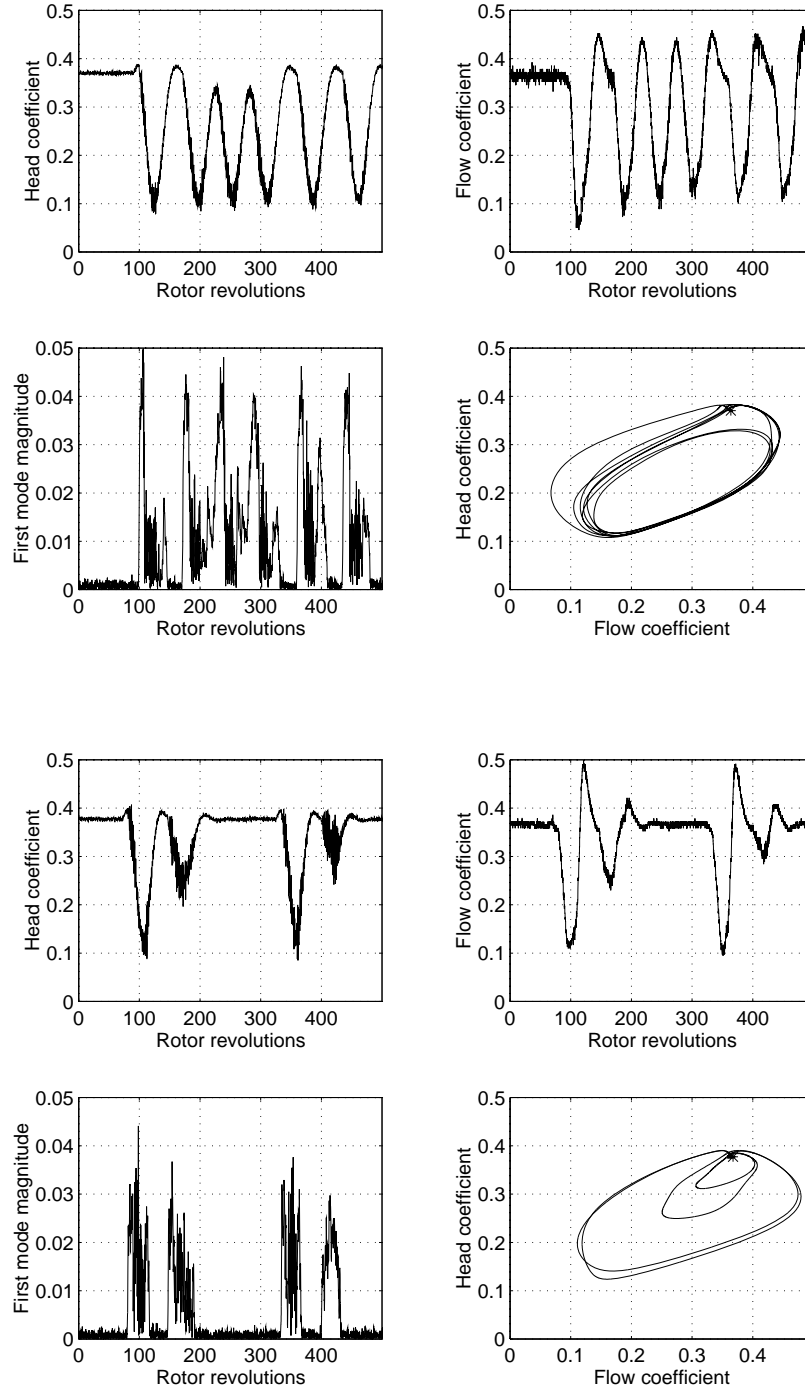 0.5
0.4
0.3
0.2
0.1
0
Head coefficient
0 100 200 300 400
Rotor revolutions
0.5
0.4
0.3
0.2
0.1
0
Flow coefficient
0 100 200 300 400
Rotor revolutions
0.05
0.04
0.03
0.02
0.01
0
First mode magnitude
0 100 200 300 400
Rotor revolutions
0.5
0.4
0.3
0.2
0.1
0
Head coefficient
0 0.1 0.2 0.3 0.4
Flow coefficient
0.5
0.4
0.3
0.2
0.1
0
Head coefficient
0 100 200 300 400
Rotor revolutions
0.5
0.4
0.3
0.2
0.1
0
Flow coefficient
0 100 200 300 400
Rotor revolutions
0.05
0.04
0.03
0.02
0.01
0
First mode magnitude
0 100 200 300 400
Rotor revolutions
0.5
0.4
0.3
0.2
0.1
0
Head coefficient
0 0.1 0.2 0.3 0.4
Flow coefficient